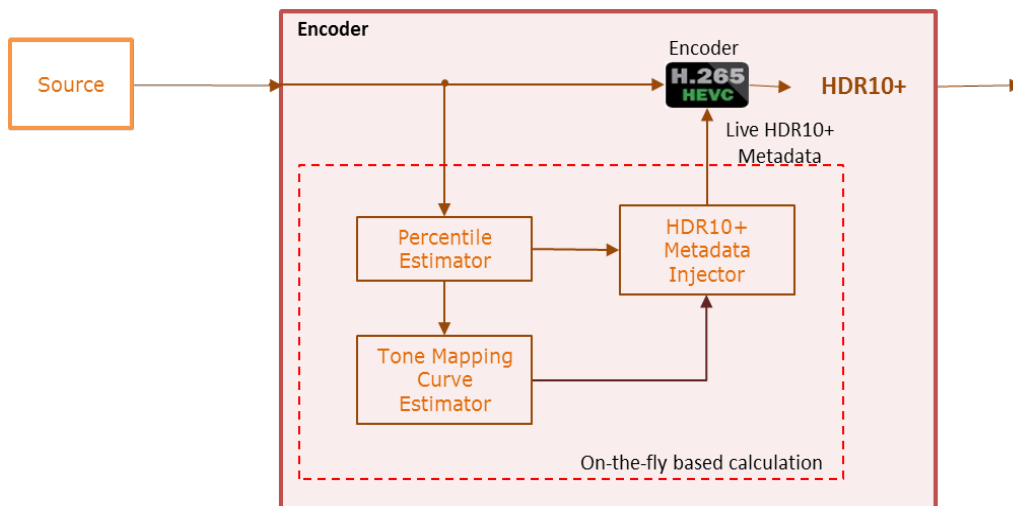 Encoder
Encoder
Source
H.265
HEVC
HDR10+
Live HDR10+
Metadata
Percentile
Estimator
HDR10+
Metadata
Injector
Tone Mapping
Curve
Estimator
On-the-fly based calculation